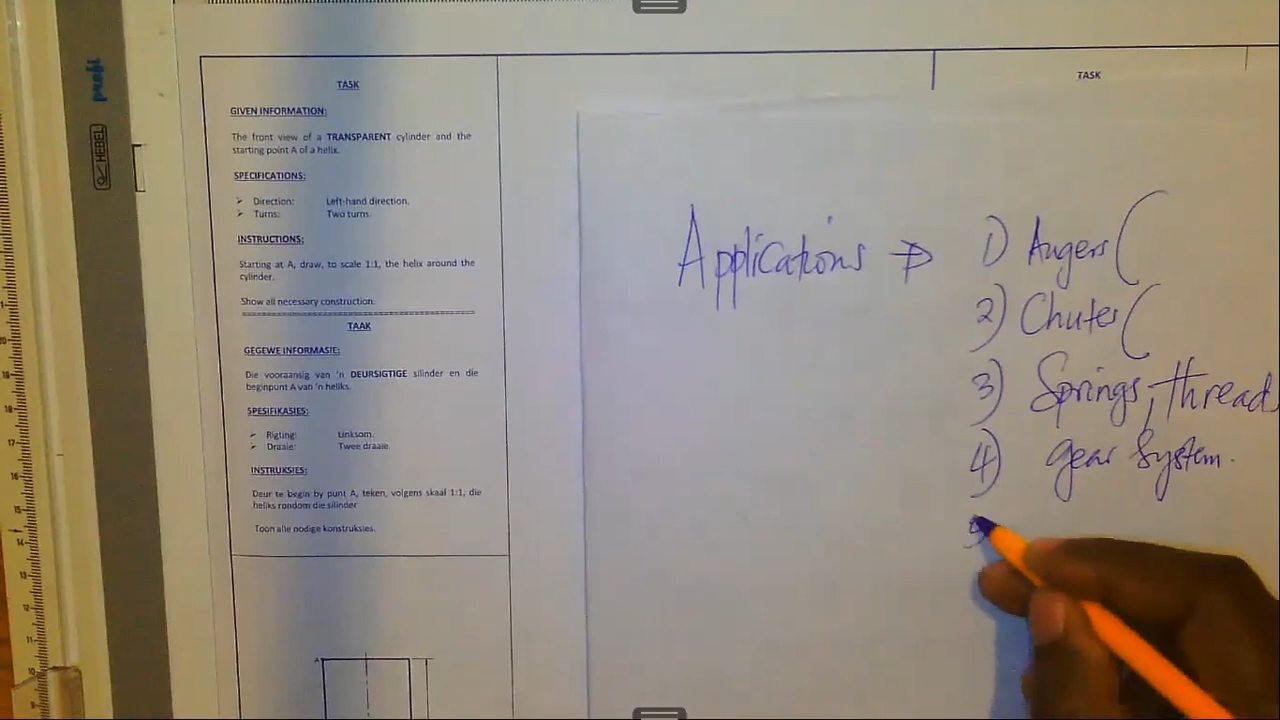 TASK
GIVEN INFORMATION:
The front view of a TRANSPARENT cylinder and the
starting point A of a helix.
SPECIFICATIONS:
➢ Direction: Left-hand direction.
➢ Turns: Two turns.
INSTRUCTIONS:
Starting at A, draw, to scale 1:1, the helix around the
cylinder.
Show all necessary construction.
TAAK
GEGEWE INFORMASIE:
Die vooraansig van 'n DEURSIGTIGE silinder en die
beginpunt A van 'n heliks.
SPESIFIKASIES:
➢ Rigting: Linksom.
➢ Draaie: Twee draaie.
INSTRUKSIES:
Deur te begin by punt A, teken, volgens skaal 1:1, die
heliks rondom die silinder
Toon alle nodige konstruksies.
A
TASK
Applications ⇒ 1) Augers (
2) Chutes (
3) Springs, threads
4) gear system.
5)
HEBEL